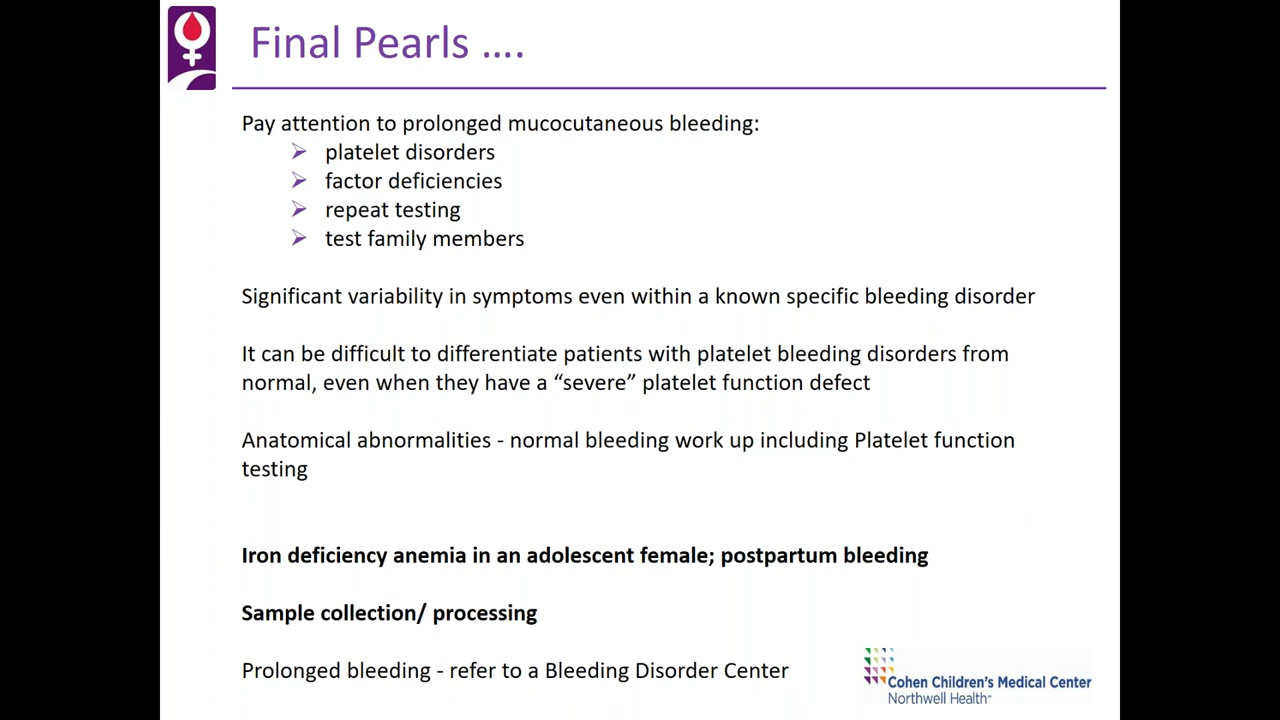 Final Pearls ....
Pay attention to prolonged mucocutaneous bleeding:
platelet disorders
factor deficiencies
repeat testing
test family members
Significant variability in symptoms even within a known specific bleeding disorder
It can be difficult to differentiate patients with platelet bleeding disorders from
normal, even when they have a “severe” platelet function defect
Anatomical abnormalities - normal bleeding work up including Platelet function
testing
Iron deficiency anemia in an adolescent female; postpartum bleeding
Sample collection/ processing
Prolonged bleeding - refer to a Bleeding Disorder Center
Cohen Children's Medical Center
Northwell Health℠